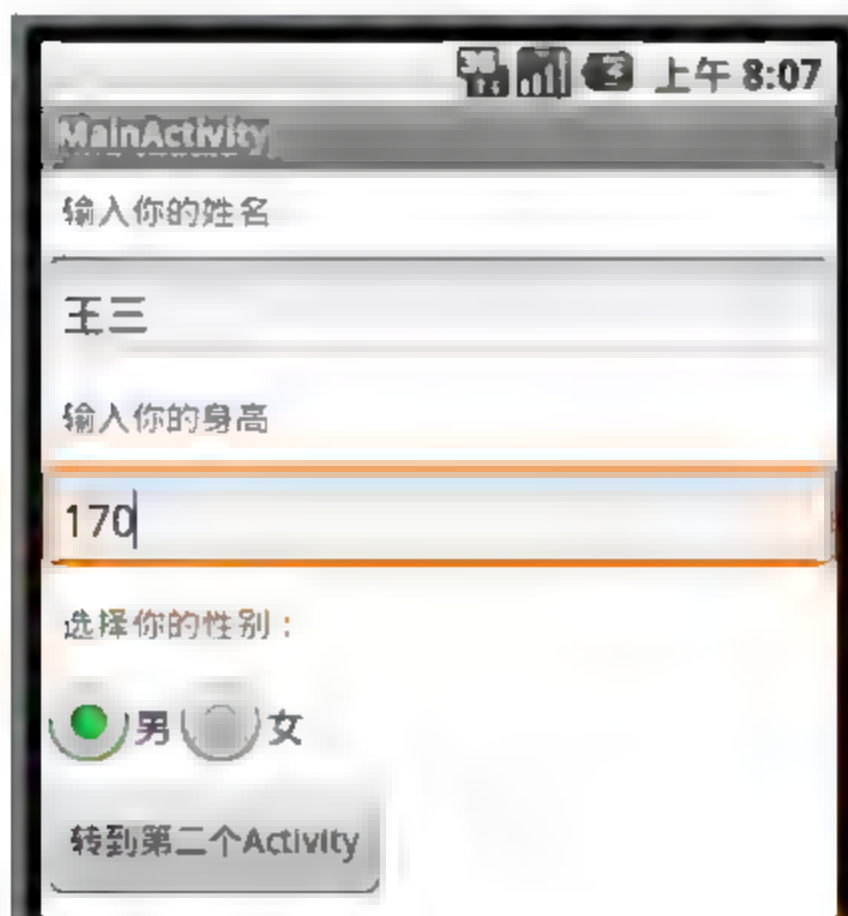 上午 8:07
MainActivity
输入你的姓名
王三
输入你的身高
170
选择你的性别：
男 女
转到第二个Activity